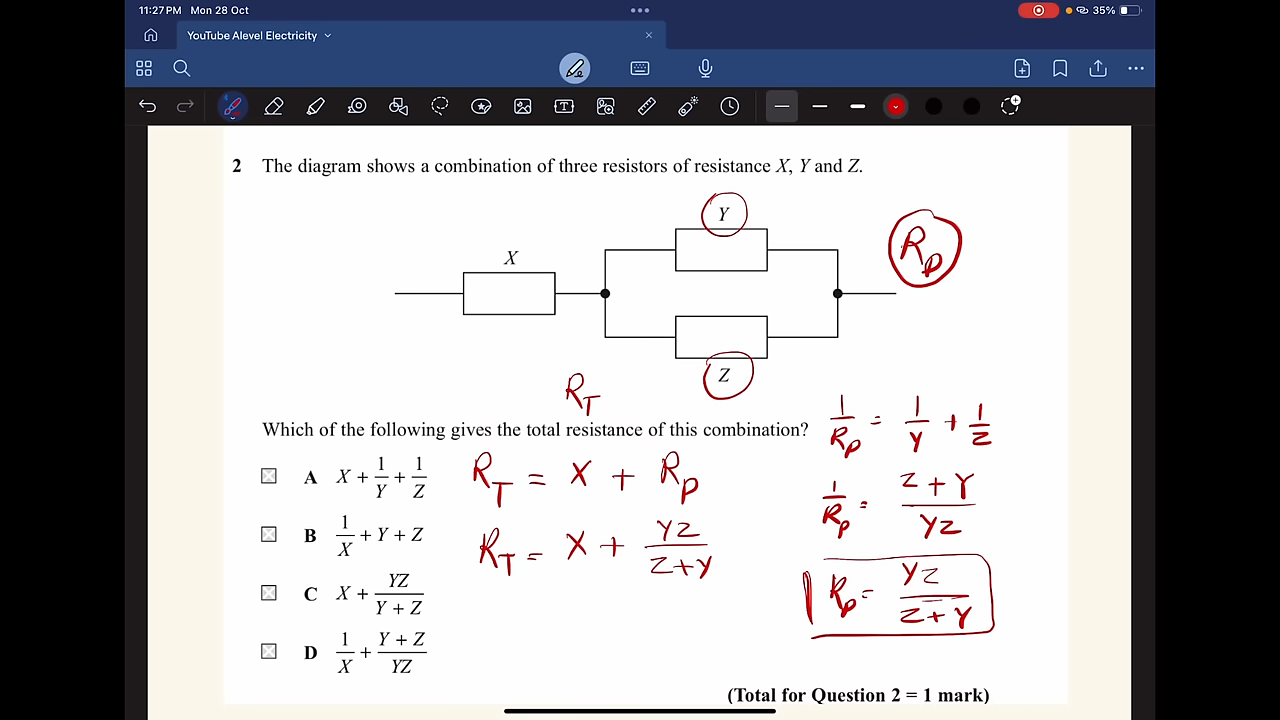 11:27PM Mon 28 Oct
35%
YouTube Alevel Electricity
2 The diagram shows a combination of three resistors of resistance X, Y and Z.
Y
X
R_p
Z
R_T
Which of the following gives the total resistance of this combination?
A X + 1/Y + 1/Z
B 1/X + Y + Z
C X + YZ/(Y + Z)
D 1/X + (Y + Z)/YZ
R_T = X + R_p
R_T = X + YZ/(Z+Y)
1/R_p = 1/Y + 1/Z
1/R_p = (Z+Y)/YZ
R_p = YZ/(Z+Y)
(Total for Question 2 = 1 mark)